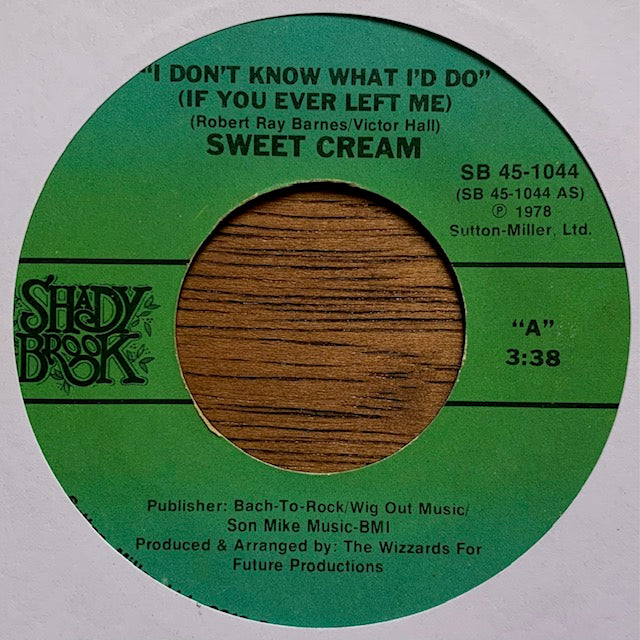 "I DON'T KNOW WHAT I'D DO"
(IF YOU EVER LEFT ME)
(Robert Ray Barnes/Victor Hall)
SWEET CREAM
SB 45-1044
(SB 45-1044 AS)
℗ 1978
Sutton-Miller, Ltd.
SHADY
BROOK
"A"
3:38
Publisher: Bach-To-Rock/Wig Out Music/
Son Mike Music-BMI
Produced & Arranged by: The Wizzards For
Future Productions